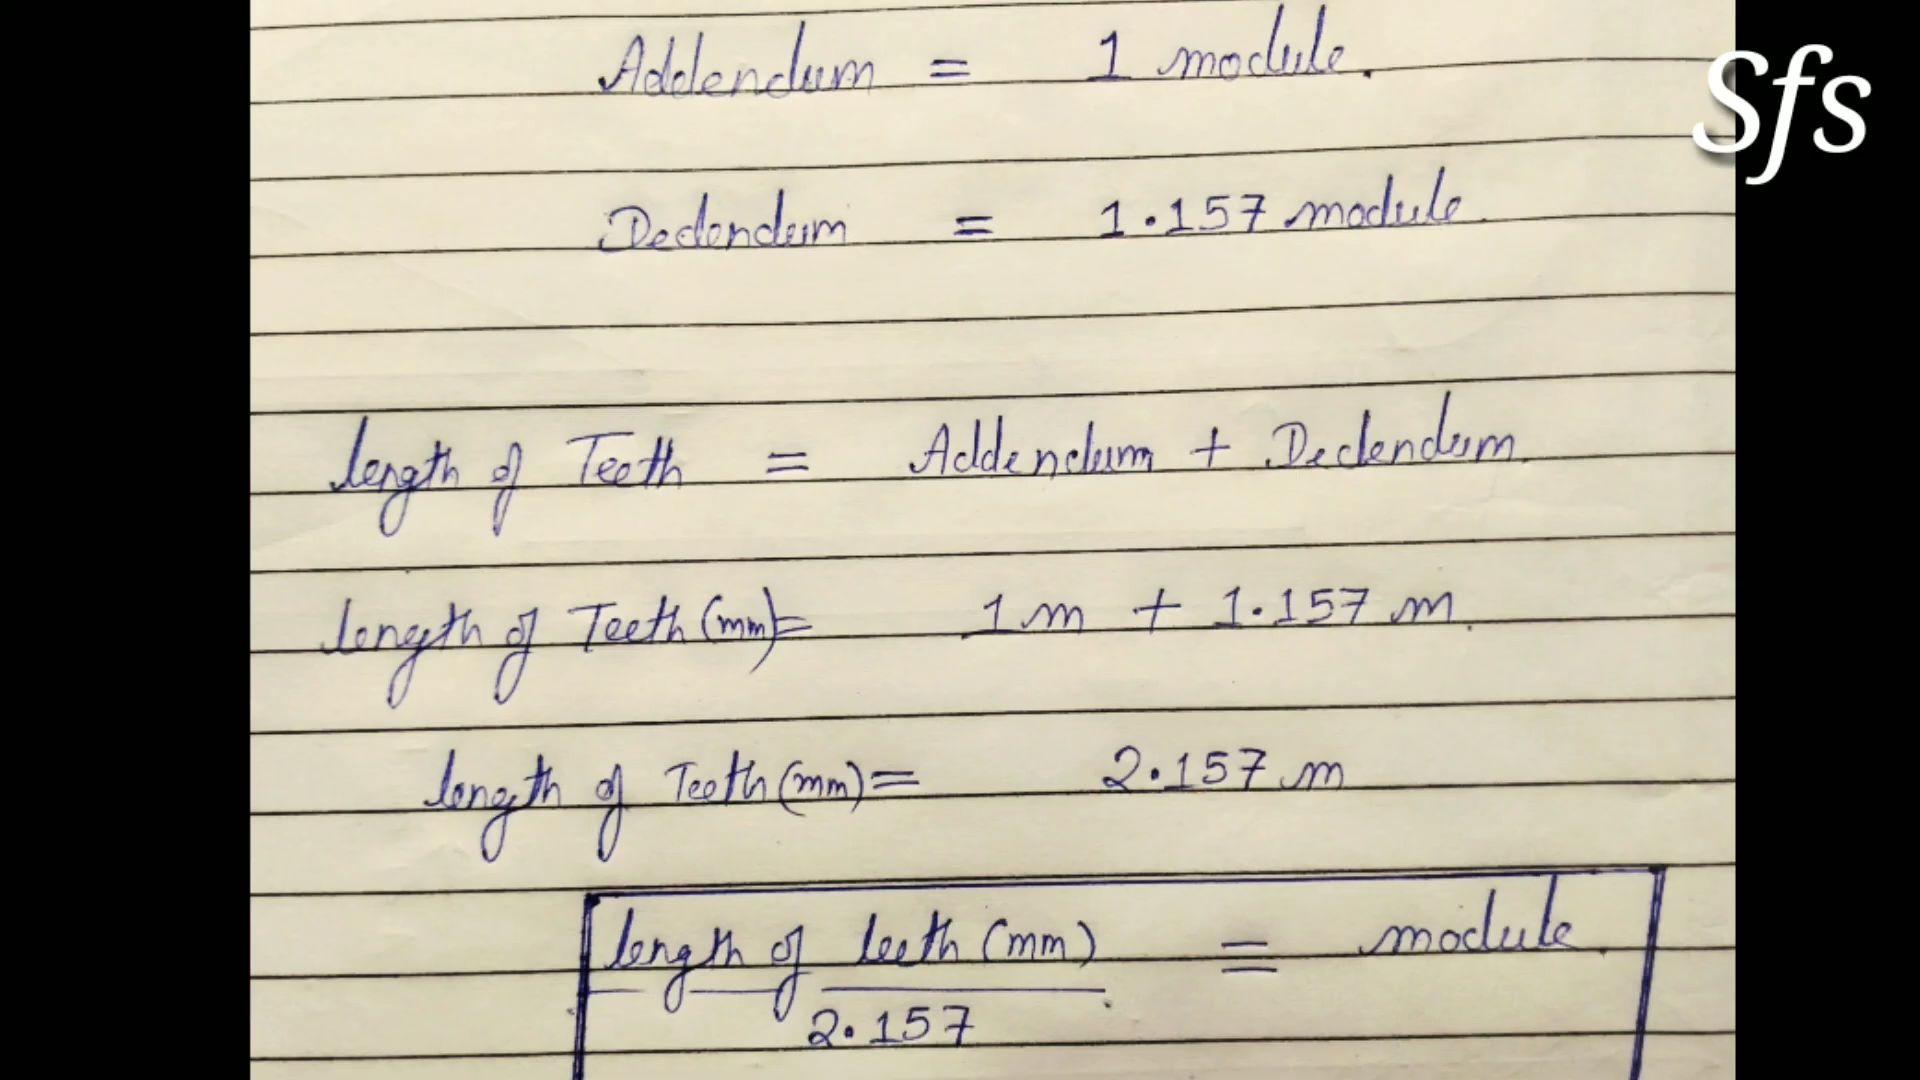 Addendum = 1 module.
Sfs
Dedendum = 1.157 module.
length of Teeth = Addendum + Dedendum.
length of Teeth (mm) = 1 m + 1.157 m.
length of Teeth (mm) = 2.157 m
length of teeth (mm) = module.
2.157